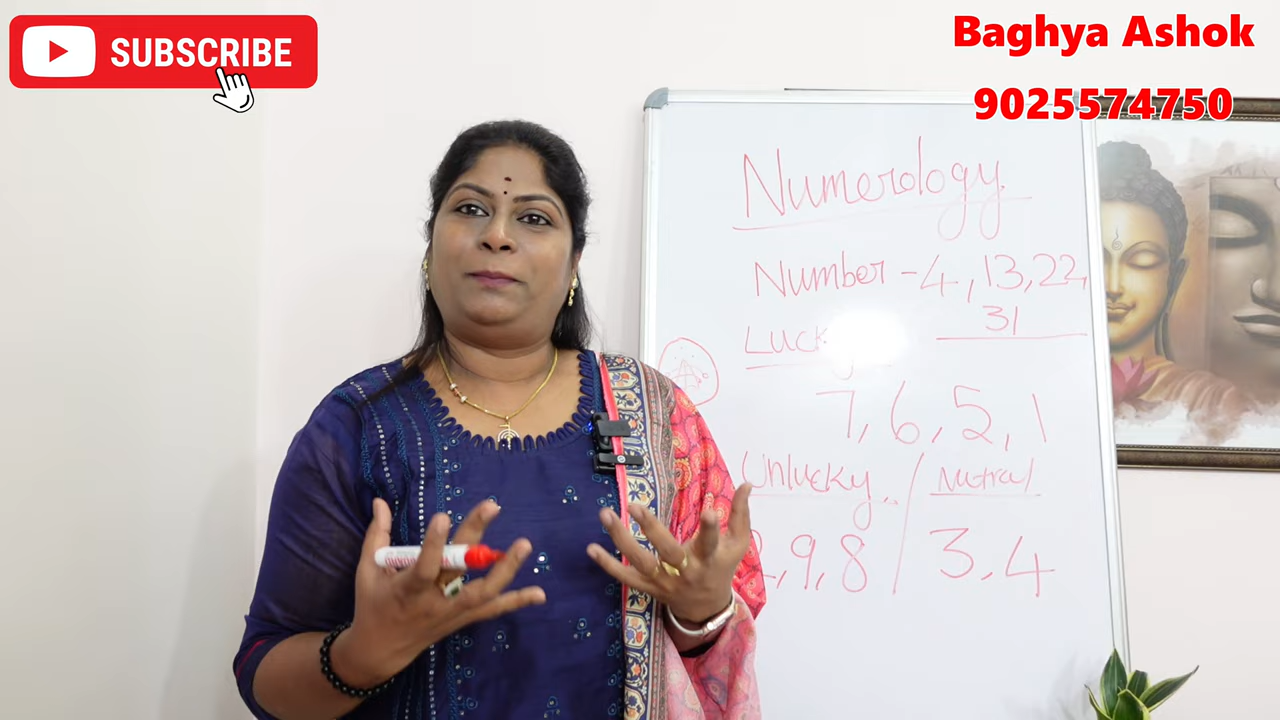 SUBSCRIBE
Baghya Ashok
9025574750
Numerology
Number - 4, 13, 22,
31
7, 6, 5, 1
Unlucky / Nutral
9, 8 / 3, 4